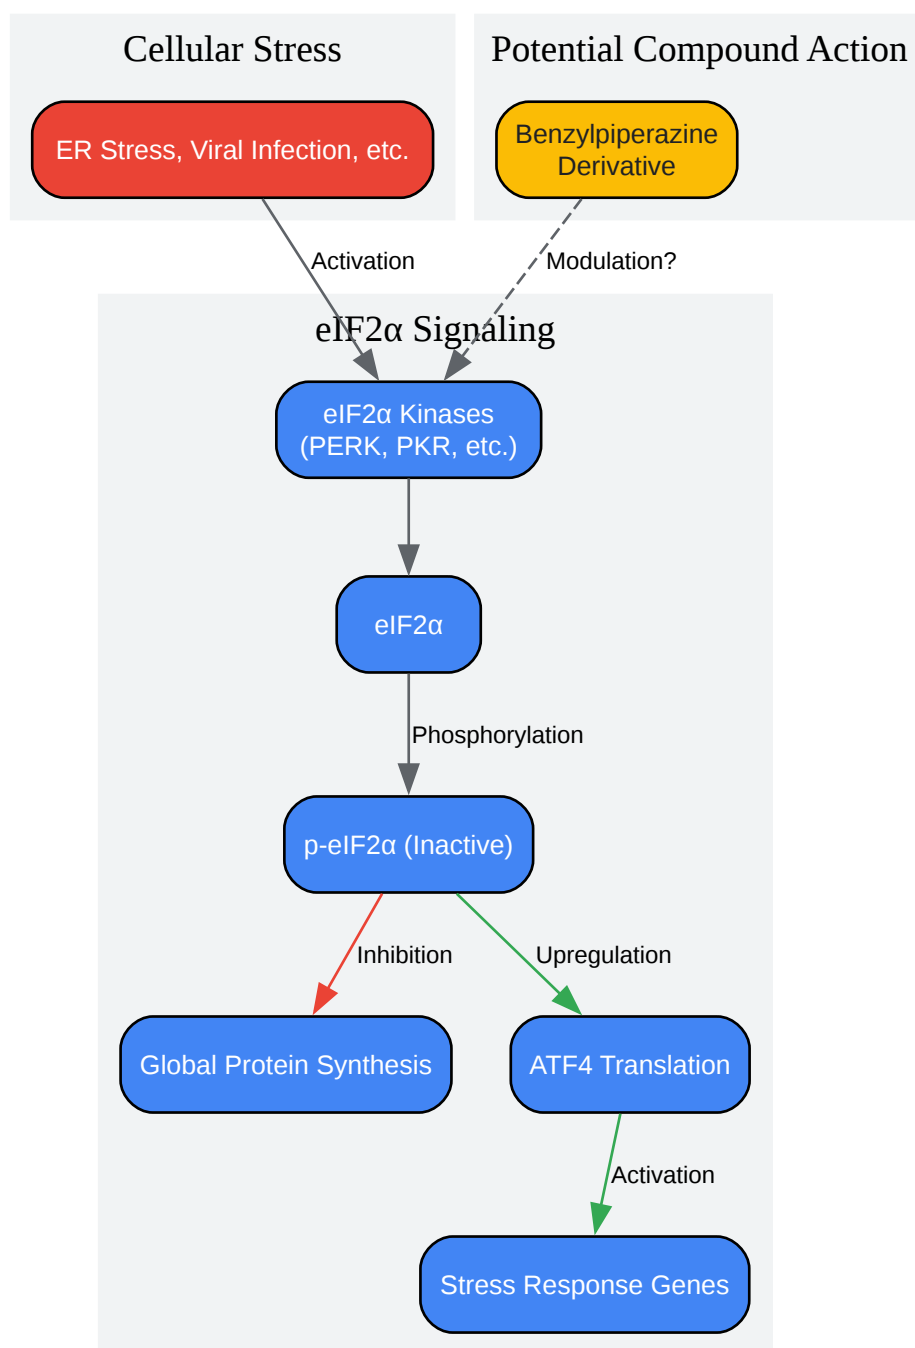 Cellular Stress
Potential Compound Action
ER Stress, Viral Infection, etc.
Benzylpiperazine
Derivative
Activation
Modulation?
eIF2α Signaling
eIF2α Kinases
(PERK, PKR, etc.)
eIF2α
Phosphorylation
p-eIF2α (Inactive)
Inhibition
Upregulation
Global Protein Synthesis
ATF4 Translation
Activation
Stress Response Genes